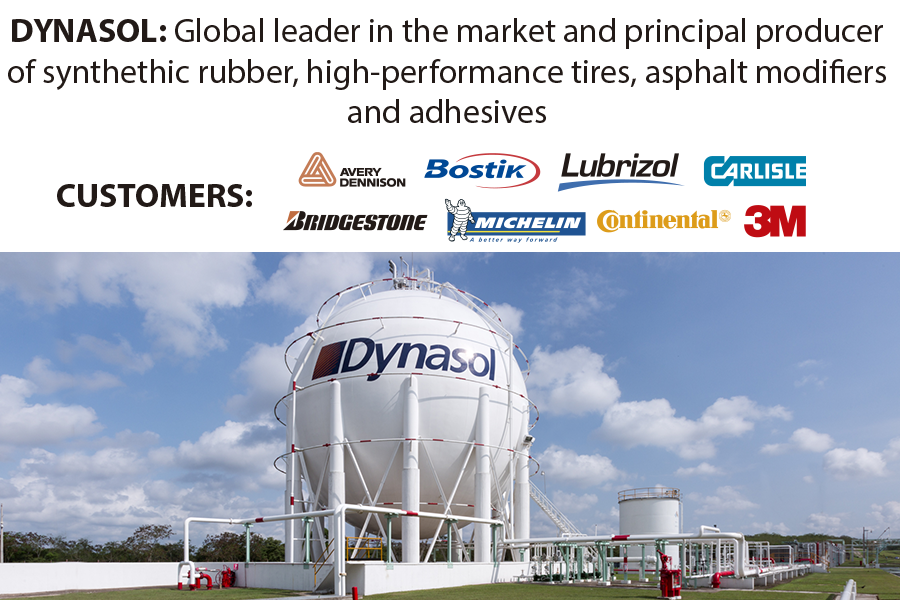 DYNASOL: Global leader in the market and principal producer
of synthethic rubber, high-performance tires, asphalt modifiers
and adhesives
CUSTOMERS:
AVERY
DENNISON
Bostik
Lubrizol
CARLISLE
BRIDGESTONE
MICHELIN
A better way forward
Continental
3M
Dynasol